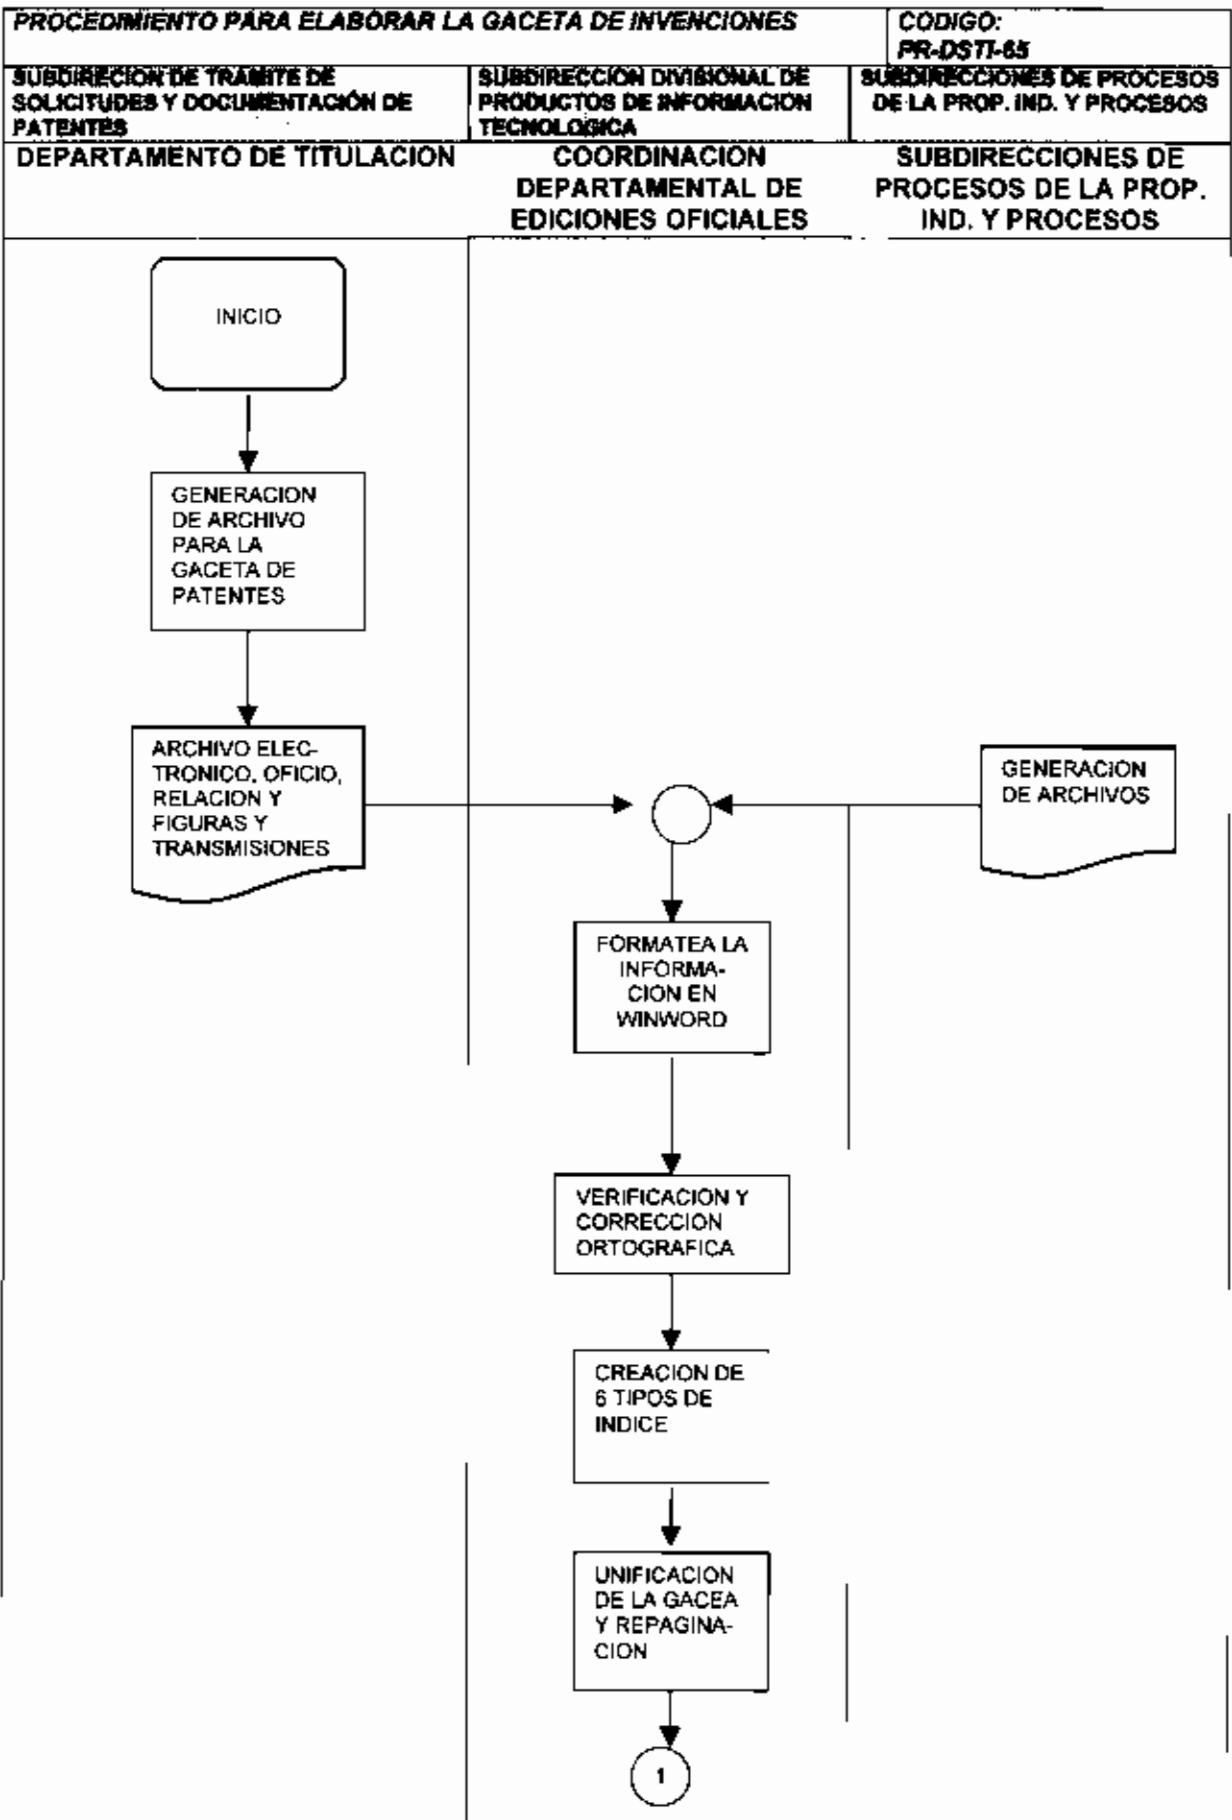 PROCEDIMIENTO PARA ELABORAR LA GACETA DE INVENCIONES
CODIGO:
PR-DSTI-65
SUBDIRECION DE TRAMITE DE
SOLICITUDES Y DOCUMENTACIÓN DE
PATENTES
SUBDIRECCION DIVISIONAL DE
PRODUCTOS DE INFORMACION
TECNOLOGICA
SUBDIRECCIONES DE PROCESOS
DE LA PROP. IND. Y PROCESOS
DEPARTAMENTO DE TITULACION
COORDINACION
DEPARTAMENTAL DE
EDICIONES OFICIALES
SUBDIRECCIONES DE
PROCESOS DE LA PROP.
IND. Y PROCESOS
INICIO
GENERACION
DE ARCHIVO
PARA LA
GACETA DE
PATENTES
ARCHIVO ELEC-
TRONICO, OFICIO,
RELACION Y
FIGURAS Y
TRANSMISIONES
GENERACION
DE ARCHIVOS
FORMATEA LA
INFORMA-
CION EN
WINWORD
VERIFICACION Y
CORRECCION
ORTOGRAFICA
CREACION DE
6 TIPOS DE
INDICE
UNIFICACION
DE LA GACEA
Y REPAGINA-
CION
1